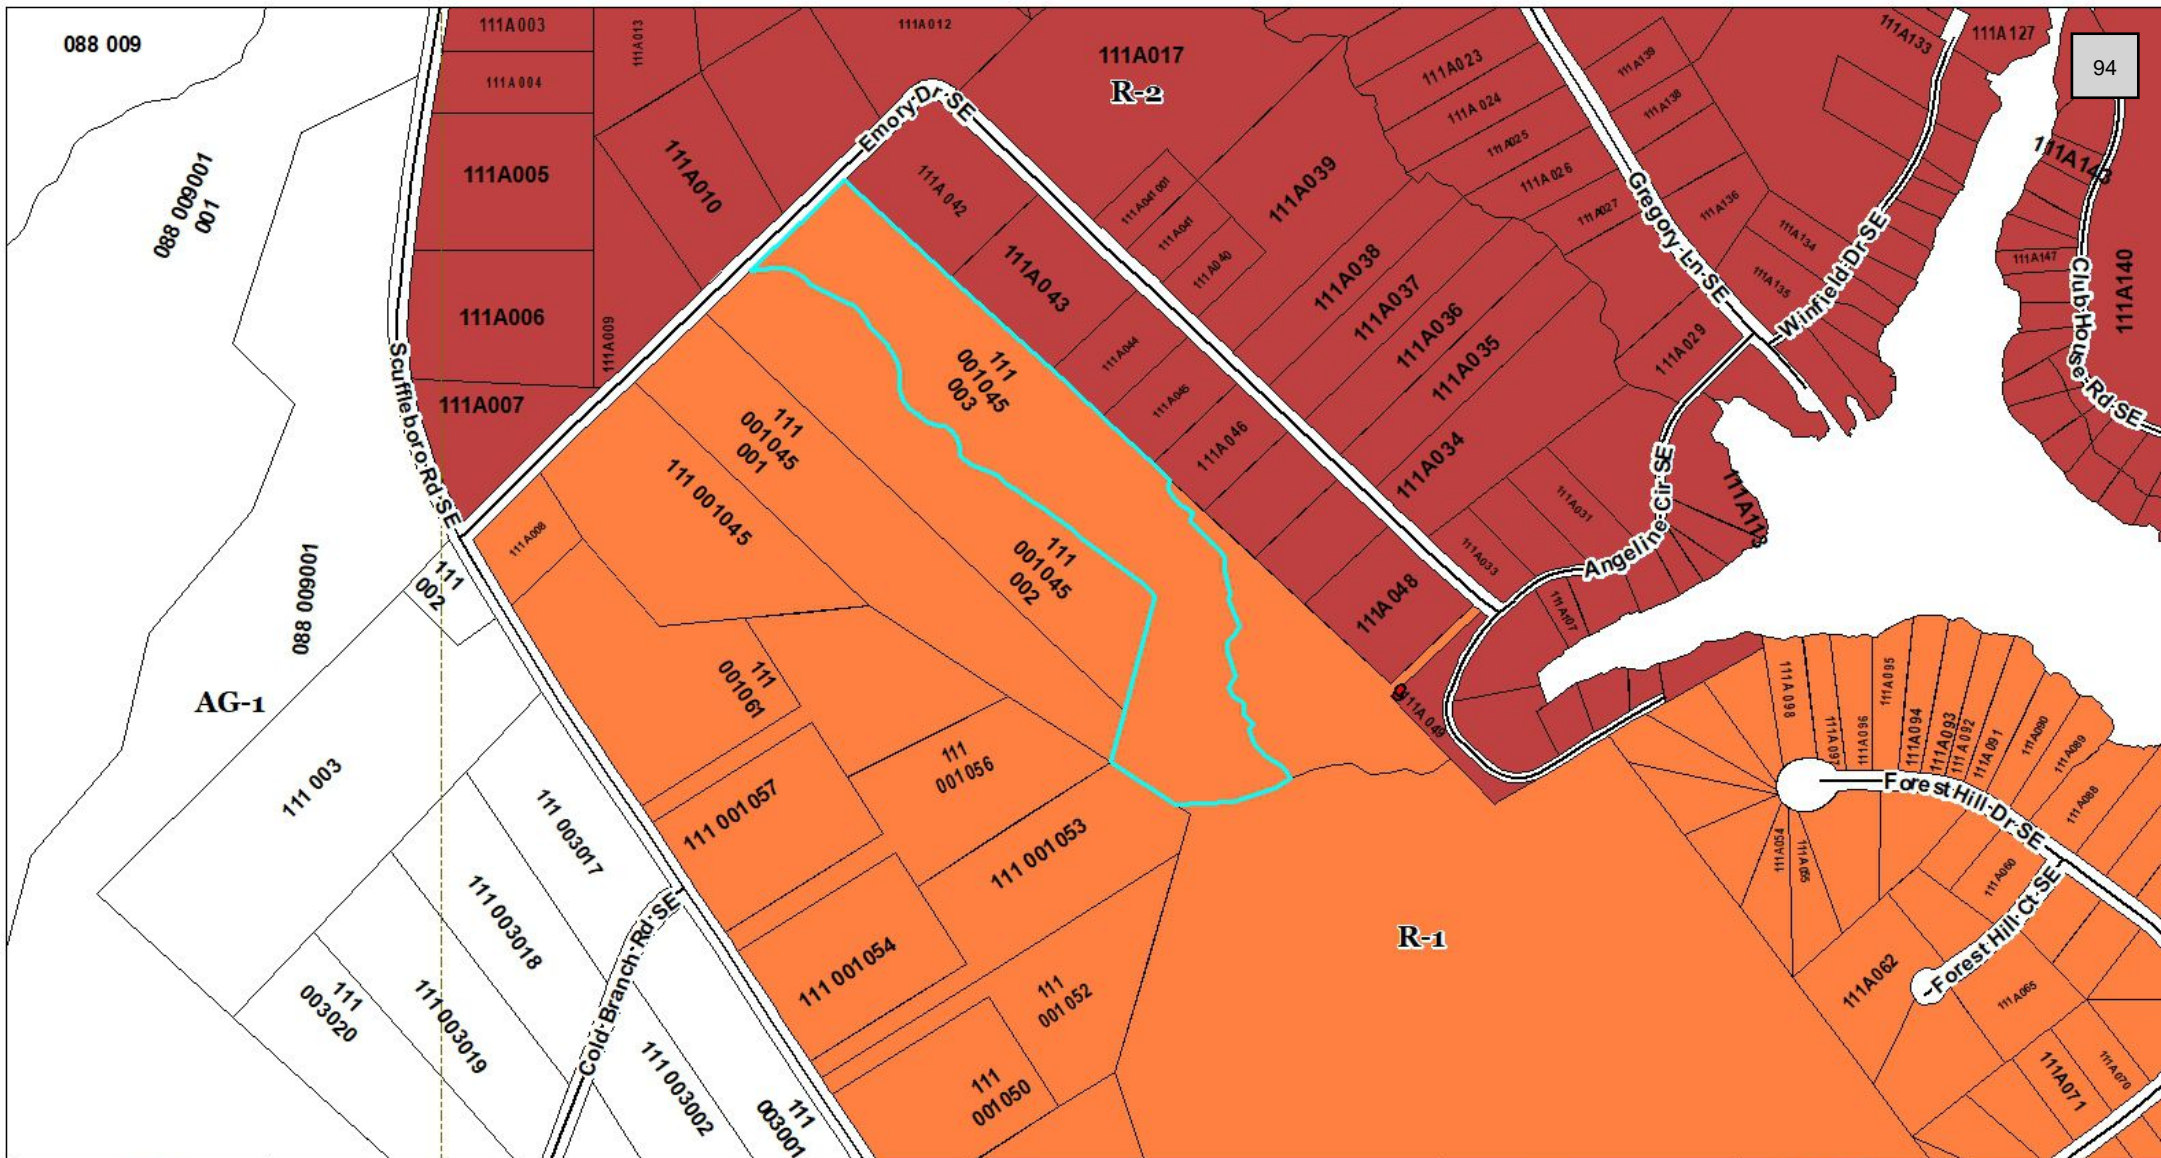 088 009
111A003
111A013
111A012
111A017
R-2
111A023
111A139
111A133
111A127
94
111A004
111A024
111A138
111A025
111A143
088 009001
001
111A005
111A010
Emory Dr SE
111A042
111A041001
111A041
111A040
111A039
111A026
111A027
111A136
111A134
111A135
Gregory Ln SE
Winfield Dr SE
111A147
Club House Rd SE
111A140
111A006
111A009
111A043
111A038
111A037
111A036
111A035
111A029
Scuffleboro Rd SE
111A007
111
001045
003
111A044
111A045
111A046
111A034
111
001045
001
111 001045
111A031
111A033
Angeline Cir SE
111A113
111A008
111
001045
002
111A048
111A107
088 009001
111
002
AG-1
111
001061
111A049
111A098
111A097
111A096
111A095
111A094
111A093
111A092
111A091
111A090
111A089
111A088
111 003
111
001056
111 001057
111 001053
Forest Hill Dr SE
111A054
111A055
111A060
Forest Hill Ct SE
111 003017
111 003018
Cold Branch Rd SE
111 001054
R-1
111A062
111A065
111
003020
111003019
111
001052
111 003002
111
003001
111
001050
111A071
111A070